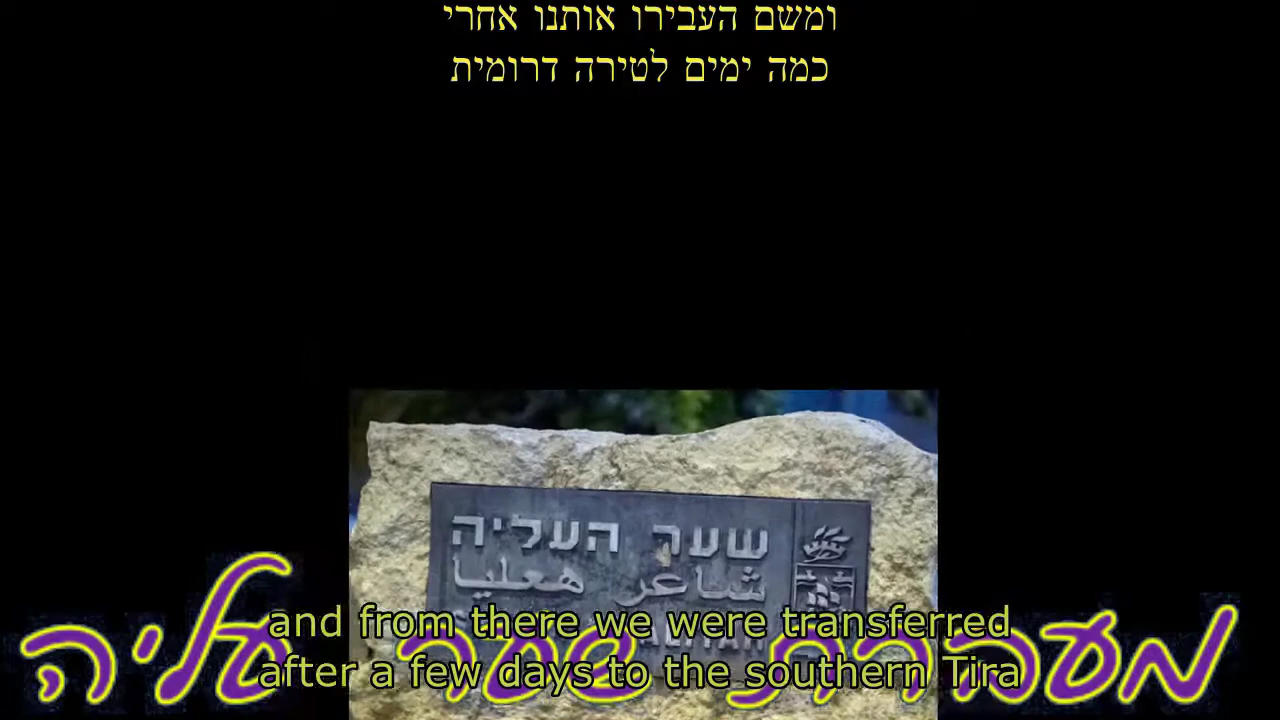 ומשם העבירו אותנו אחרי
כמה ימים לטירה דרומית
שער העליה
شاعر هعليا
and from there we were transferred
after a few days to the southern Tira
מעברת שער עליה